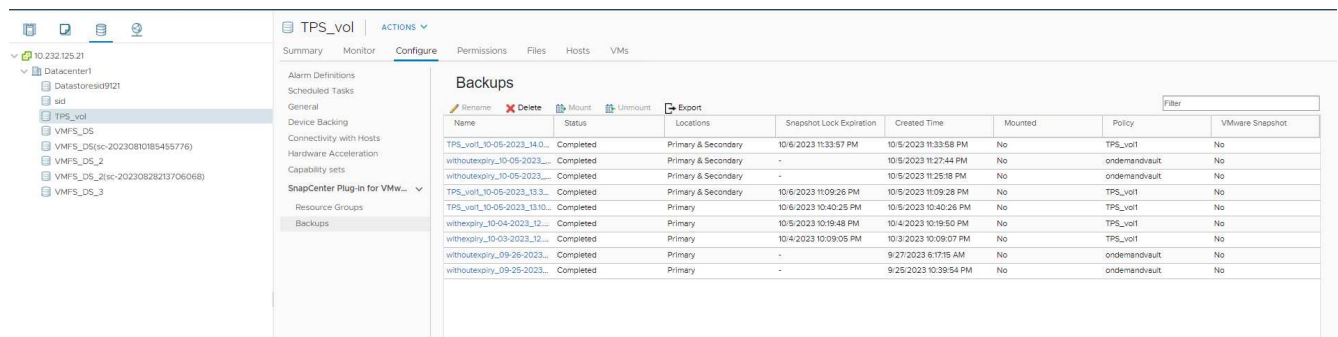 TPS_vol ACTIONS
Summary Monitor Configure Permissions Files Hosts VMs
10.232.125.21
Datacenter1
Datastoresid9121
sid
TPS_vol
VMFS_DS
VMFS_DS(sc-20230810185455776)
VMFS_DS_2
VMFS_DS_2(sc-20230828213706068)
VMFS_DS_3
Alarm Definitions
Scheduled Tasks
General
Device Backing
Connectivity with Hosts
Hardware Acceleration
Capability sets
SnapCenter Plug-in for VMw...
Resource Groups
Backups
Backups
Rename Delete Mount Unmount Export Filter
Name Status Locations Snapshot Lock Expiration Created Time Mounted Policy VMware Snapshot
TPS_vol1_10-05-2023_14.0... Completed Primary & Secondary 10/6/2023 11:33:57 PM 10/5/2023 11:33:58 PM No TPS_vol1 No
withoutexpiry_10-05-2023_... Completed Primary & Secondary - 10/5/2023 11:27:44 PM No ondemandvault No
withoutexpiry_10-05-2023_... Completed Primary & Secondary - 10/5/2023 11:25:18 PM No ondemandvault No
TPS_vol1_10-05-2023_13.3... Completed Primary & Secondary 10/6/2023 11:09:26 PM 10/5/2023 11:09:28 PM No TPS_vol1 No
TPS_vol1_10-05-2023_13.10... Completed Primary 10/6/2023 10:40:25 PM 10/5/2023 10:40:26 PM No TPS_vol1 No
withexpiry_10-04-2023_12.... Completed Primary 10/5/2023 10:19:48 PM 10/4/2023 10:19:50 PM No TPS_vol1 No
withexpiry_10-03-2023_12.... Completed Primary 10/4/2023 10:09:05 PM 10/3/2023 10:09:07 PM No TPS_vol1 No
withoutexpiry_09-26-2023... Completed Primary - 9/27/2023 6:17:15 AM No ondemandvault No
withoutexpiry_09-25-2023... Completed Primary - 9/25/2023 10:39:54 PM No ondemandvault No